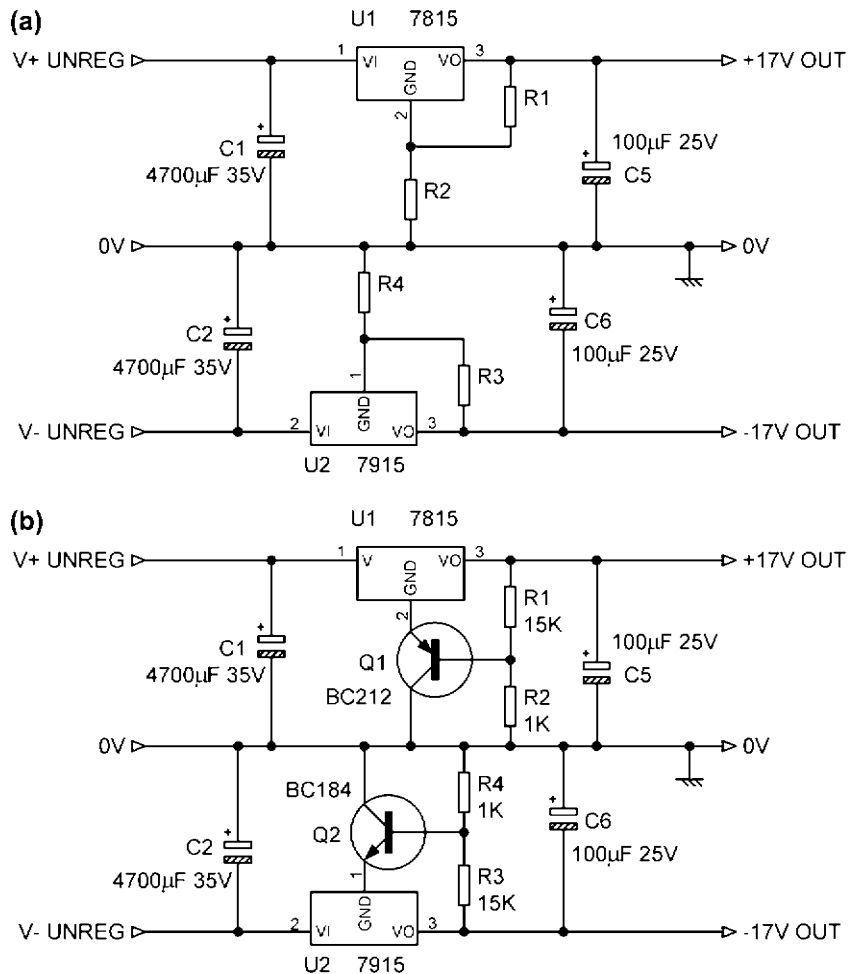 (a)
U1 7815
V+ UNREG
1
VI
VO
GND
3
+17V OUT
2
R1
C1
4700µF 35V
+
R2
100µF 25V
+
C5
0V
0V
R4
C2
4700µF 35V
+
+
C6
100µF 25V
1
R3
V- UNREG
2
VI
GND
VO
3
-17V OUT
U2 7915
(b)
U1 7815
V+ UNREG
1
V
VO
GND
3
+17V OUT
2
R1
15K
C1
4700µF 35V
+
Q1
BC212
R2
1K
100µF 25V
+
C5
0V
0V
BC184
R4
1K
Q2
C2
4700µF 35V
+
+
C6
100µF 25V
1
R3
15K
V- UNREG
2
VI
GND
VO
3
-17V OUT
U2 7915